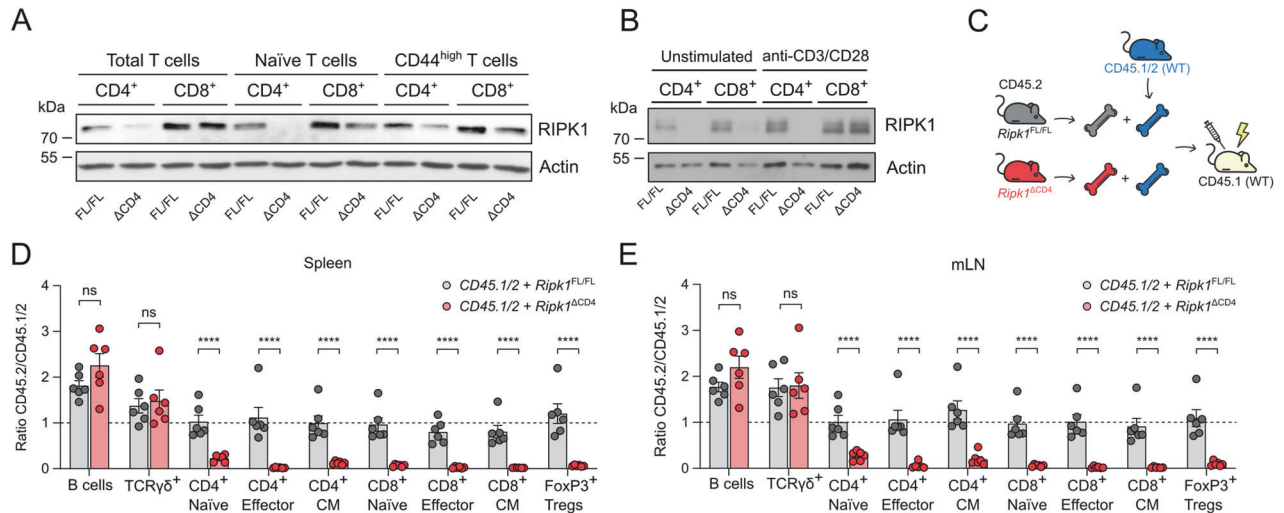 A
Total T cells Naïve T cells CD44high T cells
CD4+ CD8+ CD4+ CD8+ CD4+ CD8+
kDa
70
RIPK1
55
Actin
FL/FL ΔCD4 FL/FL ΔCD4 FL/FL ΔCD4 FL/FL ΔCD4 FL/FL ΔCD4 FL/FL ΔCD4
B
Unstimulated anti-CD3/CD28
CD4+ CD8+ CD4+ CD8+
kDa
70
RIPK1
55
Actin
FL/FL ΔCD4 FL/FL ΔCD4 FL/FL ΔCD4 FL/FL ΔCD4
C
CD45.1/2 (WT)
CD45.2
Ripk1FL/FL
+
Ripk1ΔCD4
+
CD45.1 (WT)
D
Spleen
CD45.1/2 + Ripk1FL/FL
CD45.1/2 + Ripk1ΔCD4
Ratio CD45.2/CD45.1/2
4
3
2
1
0
ns ns **** **** **** **** **** **** ****
B cells TCRγδ+ CD4+ Naïve CD4+ Effector CD4+ CM CD8+ Naïve CD8+ Effector CD8+ CM FoxP3+ Tregs
E
mLN
CD45.1/2 + Ripk1FL/FL
CD45.1/2 + Ripk1ΔCD4
Ratio CD45.2/CD45.1/2
4
3
2
1
0
ns ns **** **** **** **** **** **** ****
B cells TCRγδ+ CD4+ Naïve CD4+ Effector CD4+ CM CD8+ Naïve CD8+ Effector CD8+ CM FoxP3+ Tregs